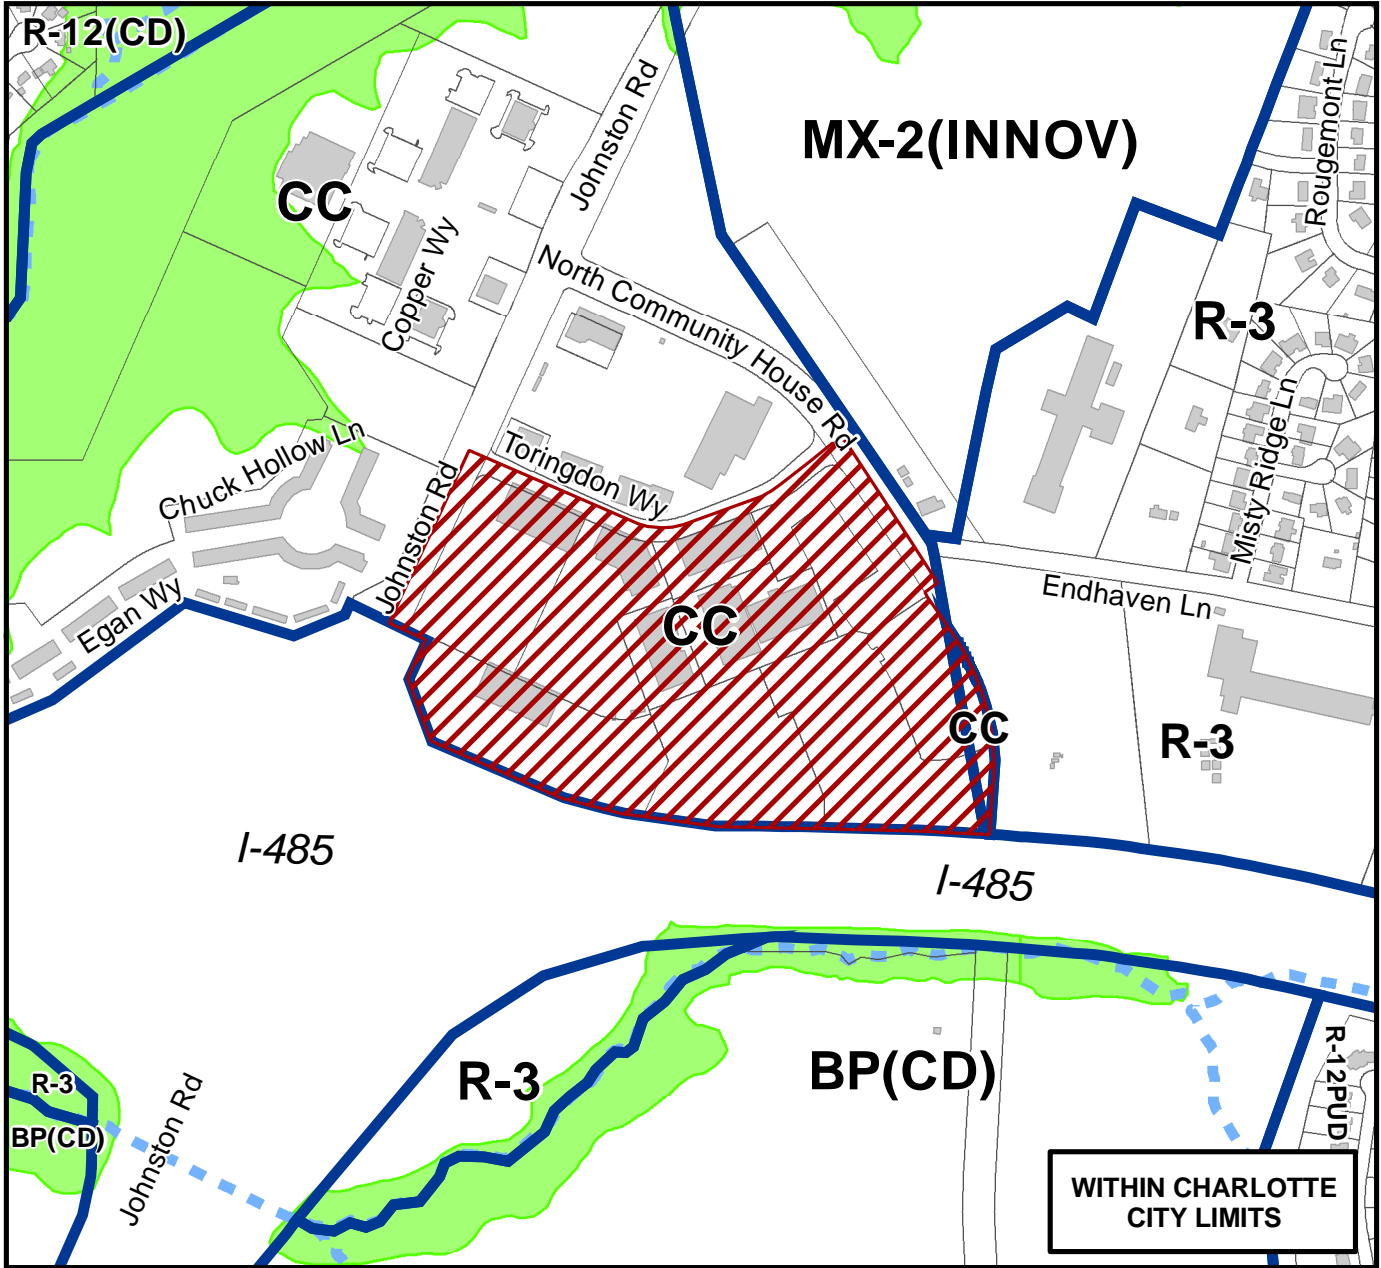 R-12(CD)
Johnston Rd
MX-2(INNOV)
Rougemont Ln
CC
Copper Wy
North Community House Rd
R-3
Misty Ridge Ln
Chuck Hollow Ln
Toringdon Wy
Johnston Rd
Egan Wy
Endhaven Ln
CC
CC
R-3
I-485
I-485
R-3
BP(CD)
R-3
BP(CD)
Johnston Rd
R-12PUD
WITHIN CHARLOTTE
CITY LIMITS